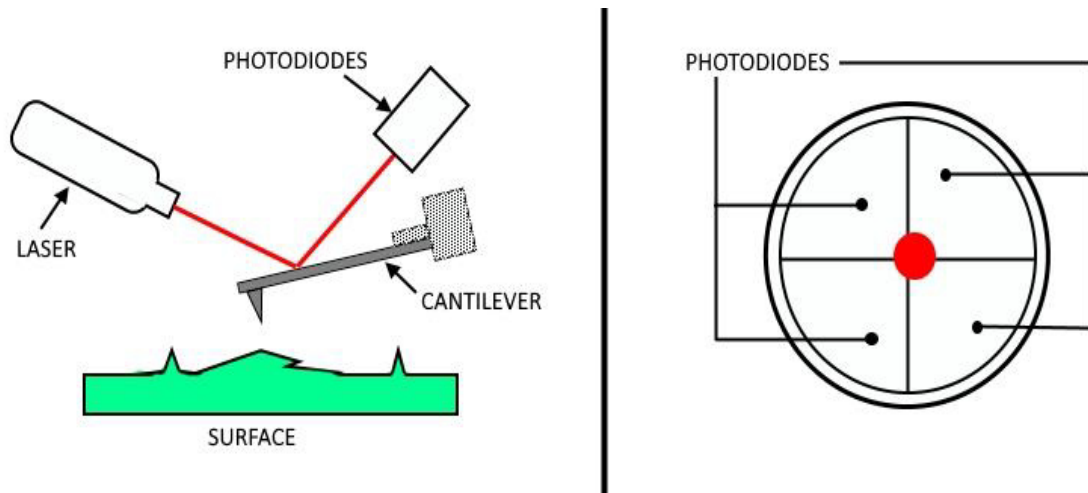 PHOTODIODES
LASER
CANTILEVER
SURFACE
PHOTODIODES